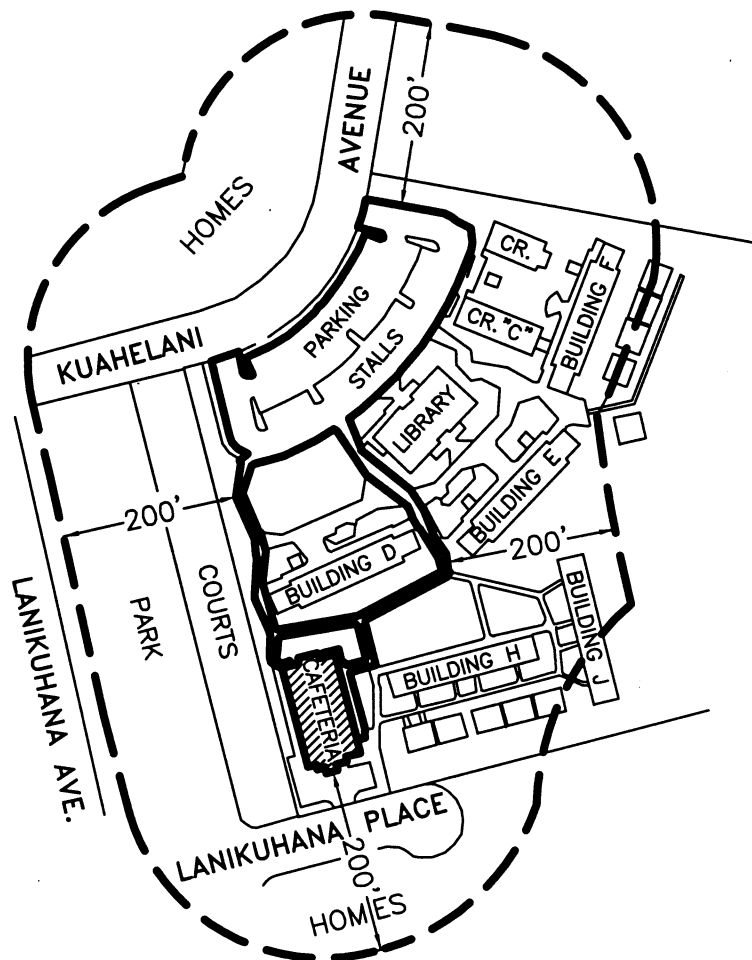 AVENUE
200'
HOMES
CR.
BUILDING F
PARKING
CR. "C"
KUAHELANI
STALLS
LIBRARY
BUILDING E
200'
200'
BUILDING D
LANIKUHANA AVE.
PARK
COURTS
BUILDING J
BUILDING H
CAFETERIA
LANIKUHANA PLACE
200'
HOMES